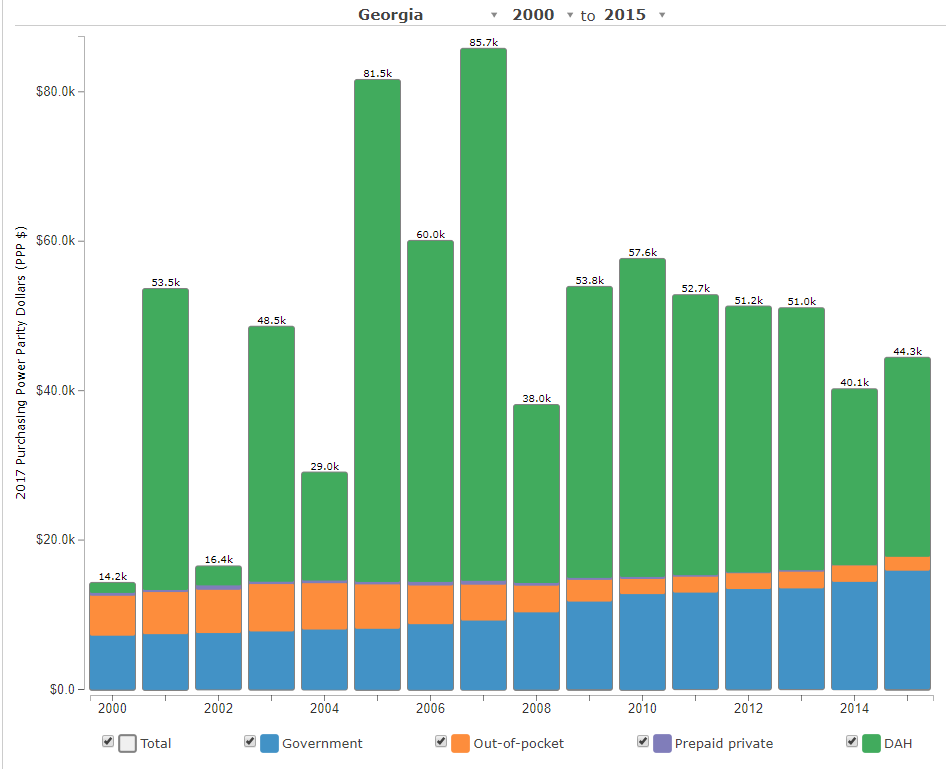 Georgia 2000 to 2015
2017 Purchasing Power Parity Dollars (PPP $)
$80.0k
$60.0k
$40.0k
$20.0k
$0.0
14.2k
53.5k
16.4k
48.5k
29.0k
81.5k
60.0k
85.7k
38.0k
53.8k
57.6k
52.7k
51.2k
51.0k
40.1k
44.3k
2000 2002 2004 2006 2008 2010 2012 2014
Total Government Out-of-pocket Prepaid private DAH